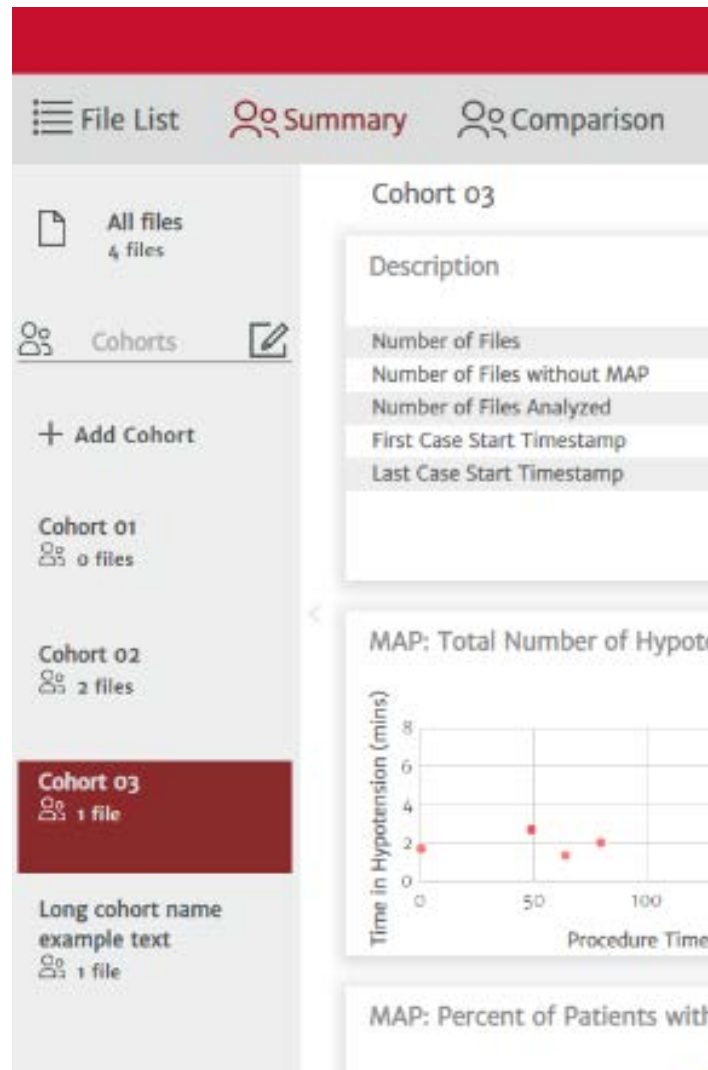 File List
Summary
Comparison
All files
4 files
Cohorts
Add Cohort
Cohort 01
0 files
Cohort 02
2 files
Cohort 03
1 file
Long cohort name
example text
1 file
Cohort 03
Description
Number of Files
Number of Files without MAP
Number of Files Analyzed
First Case Start Timestamp
Last Case Start Timestamp
MAP: Total Number of Hypot
Time in Hypotension (mins)
8
6
4
2
0
0 50 100
Procedure Time
MAP: Percent of Patients with